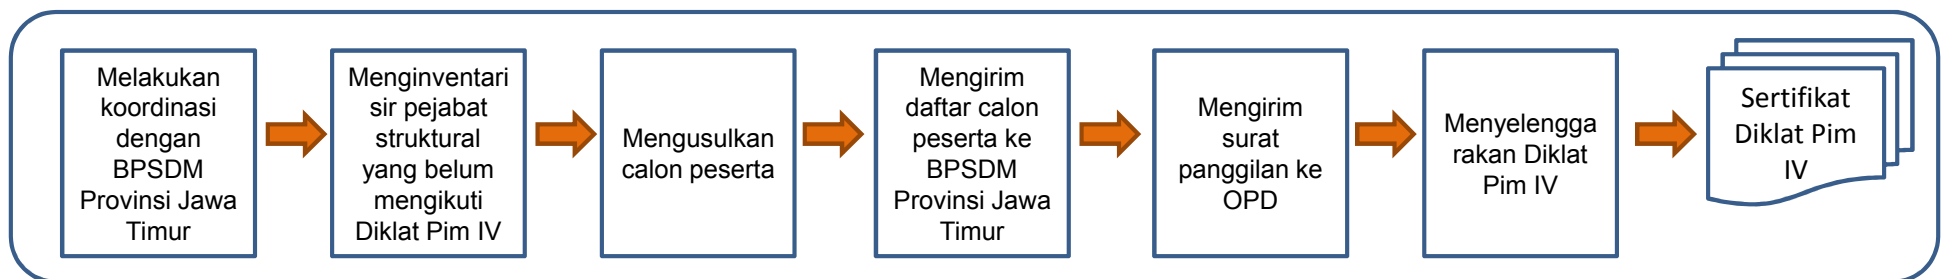 Melakukan
koordinasi
dengan
BPSDM
Provinsi Jawa
Timur
Menginventari
sir pejabat
struktural
yang belum
mengikuti
Diklat Pim IV
Mengusulkan
calon peserta
Mengirim
daftar calon
peserta ke
BPSDM
Provinsi Jawa
Timur
Mengirim
surat
panggilan ke
OPD
Menyelengga
rakan Diklat
Pim IV
Sertifikat
Diklat Pim
IV